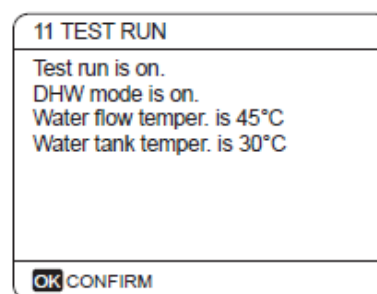 11 TEST RUN
Test run is on.
DHW mode is on.
Water flow temper. is 45°C
Water tank temper. is 30°C
OK CONFIRM